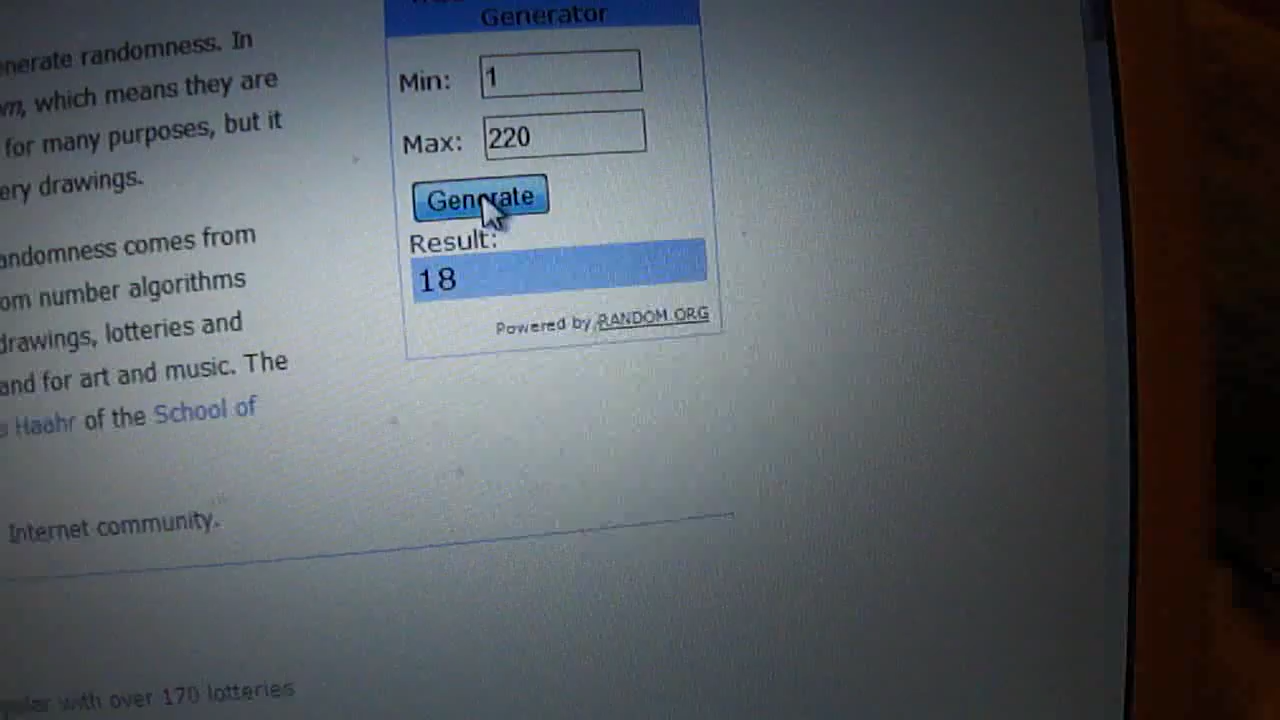 Generator
Min: 1
Max: 220
Generate
Result:
18
Powered by RANDOM.ORG
randomness. In
which means they are
for many purposes, but it
drawings.
comes from
number algorithms
lotteries and
and for art and music. The
Haahr of the School of
Internet community.
with over 170 lotteries